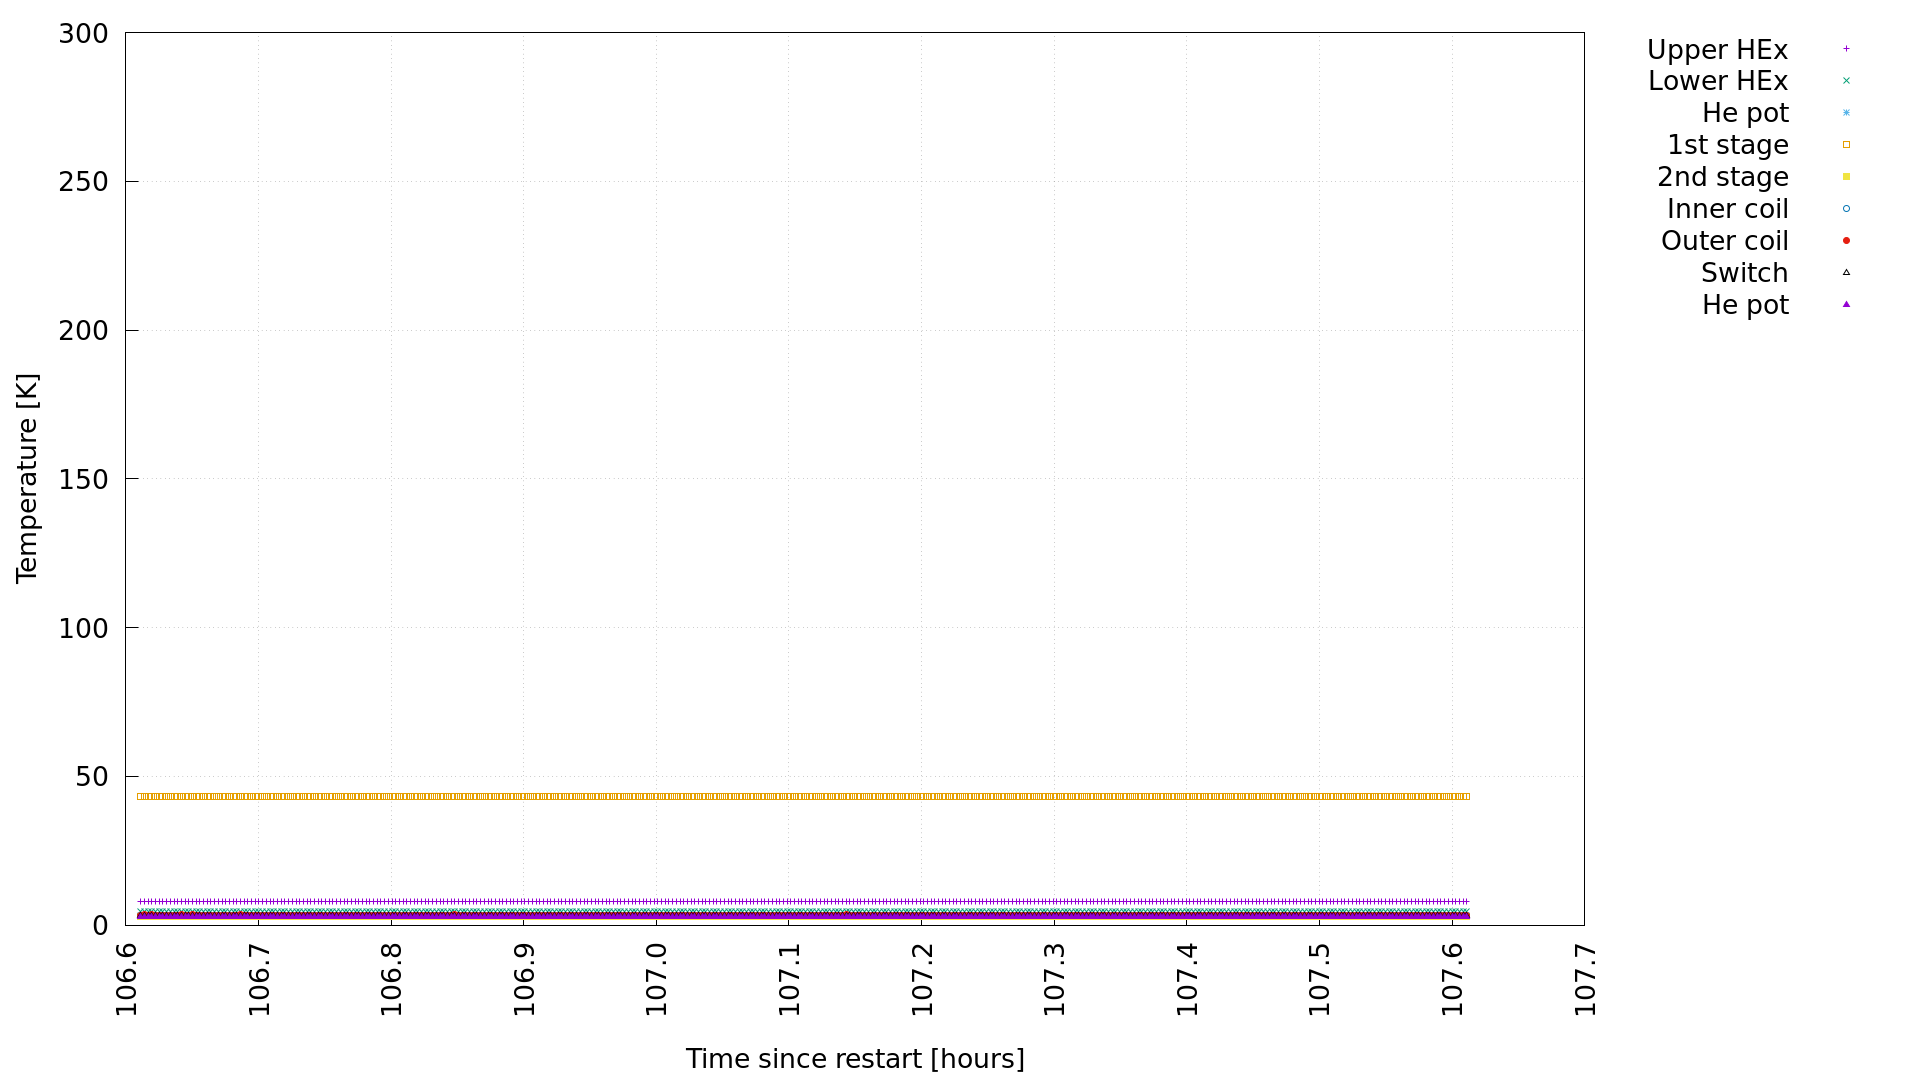 300
250
200
150
100
50
0
Temperature [K]
106.6
106.7
106.8
106.9
107.0
107.1
107.2
107.3
107.4
107.5
107.6
107.7
Time since restart [hours]
Upper HEx
Lower HEx
He pot
1st stage
2nd stage
Inner coil
Outer coil
Switch
He pot